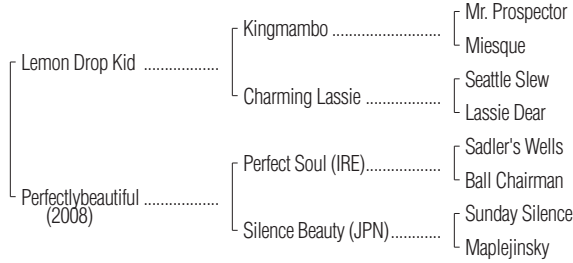 Mr. Prospector
Kingmambo ..........................
Miesque
Lemon Drop Kid ..................
Seattle Slew
Charming Lassie ..................
Lassie Dear
Sadler's Wells
Perfect Soul (IRE)..................
Ball Chairman
Perfectlybeautiful ..................
(2008)
Sunday Silence
Silence Beauty (JPN)............
Maplejinsky